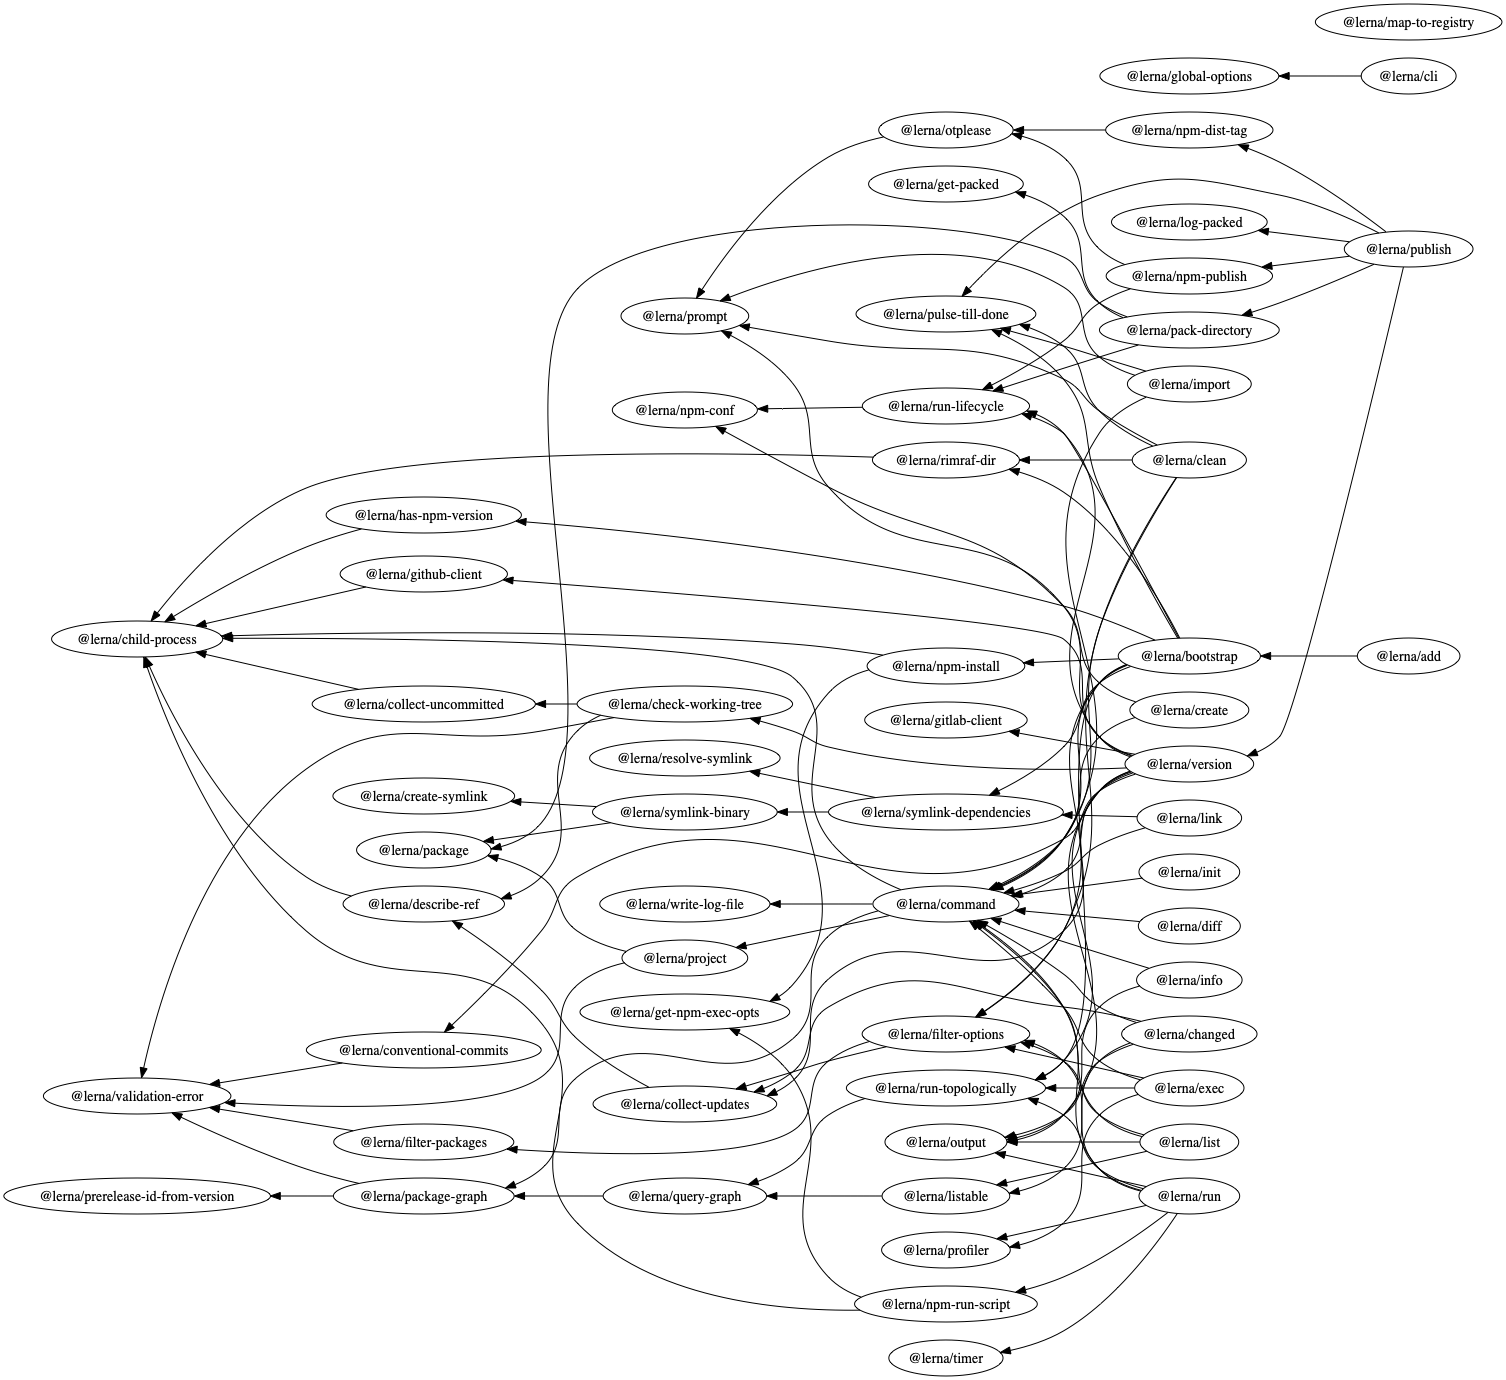 @lerna/map-to-registry
@lerna/global-options
@lerna/cli
@lerna/otplease
@lerna/npm-dist-tag
@lerna/get-packed
@lerna/log-packed
@lerna/publish
@lerna/npm-publish
@lerna/prompt
@lerna/pulse-till-done
@lerna/pack-directory
@lerna/import
@lerna/npm-conf
@lerna/run-lifecycle
@lerna/rimraf-dir
@lerna/clean
@lerna/has-npm-version
@lerna/github-client
@lerna/child-process
@lerna/npm-install
@lerna/bootstrap
@lerna/add
@lerna/collect-uncommitted
@lerna/check-working-tree
@lerna/gitlab-client
@lerna/create
@lerna/resolve-symlink
@lerna/version
@lerna/create-symlink
@lerna/symlink-binary
@lerna/symlink-dependencies
@lerna/link
@lerna/package
@lerna/init
@lerna/describe-ref
@lerna/write-log-file
@lerna/command
@lerna/diff
@lerna/project
@lerna/info
@lerna/get-npm-exec-opts
@lerna/conventional-commits
@lerna/filter-options
@lerna/changed
@lerna/validation-error
@lerna/collect-updates
@lerna/run-topologically
@lerna/exec
@lerna/filter-packages
@lerna/output
@lerna/list
@lerna/prerelease-id-from-version
@lerna/package-graph
@lerna/query-graph
@lerna/listable
@lerna/run
@lerna/profiler
@lerna/npm-run-script
@lerna/timer